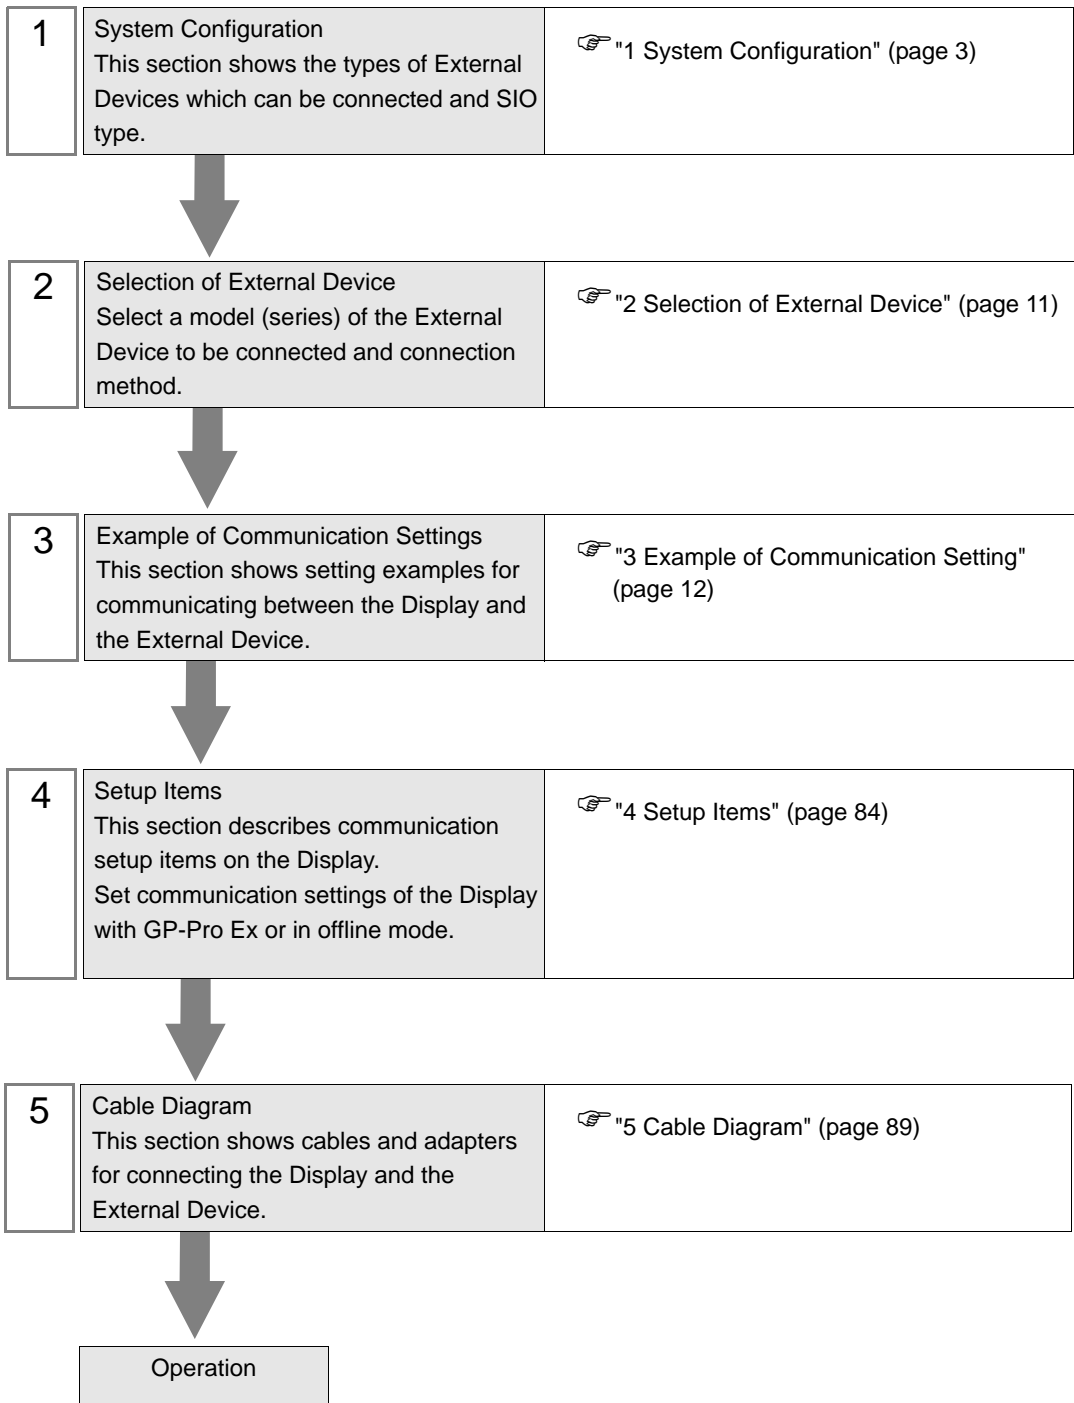 1
System Configuration
This section shows the types of External
Devices which can be connected and SIO
type.
"1 System Configuration" (page 3)
2
Selection of External Device
Select a model (series) of the External
Device to be connected and connection
method.
"2 Selection of External Device" (page 11)
3
Example of Communication Settings
This section shows setting examples for
communicating between the Display and
the External Device.
"3 Example of Communication Setting"
(page 12)
4
Setup Items
This section describes communication
setup items on the Display.
Set communication settings of the Display
with GP-Pro Ex or in offline mode.
"4 Setup Items" (page 84)
5
Cable Diagram
This section shows cables and adapters
for connecting the Display and the
External Device.
"5 Cable Diagram" (page 89)
Operation